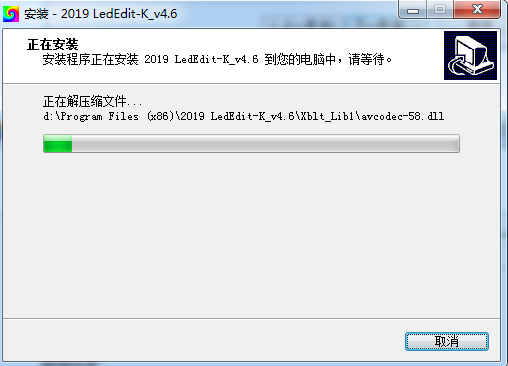 安装 - 2019 LedEdit-K_v4.6
正在安装
安装程序正在安装 2019 LedEdit-K_v4.6 到您的电脑中，请等待。
正在解压缩文件...
d:\Program Files (x86)\2019 LedEdit-K_v4.6\Xblt_Lib1\avcodec-58.dll
取消